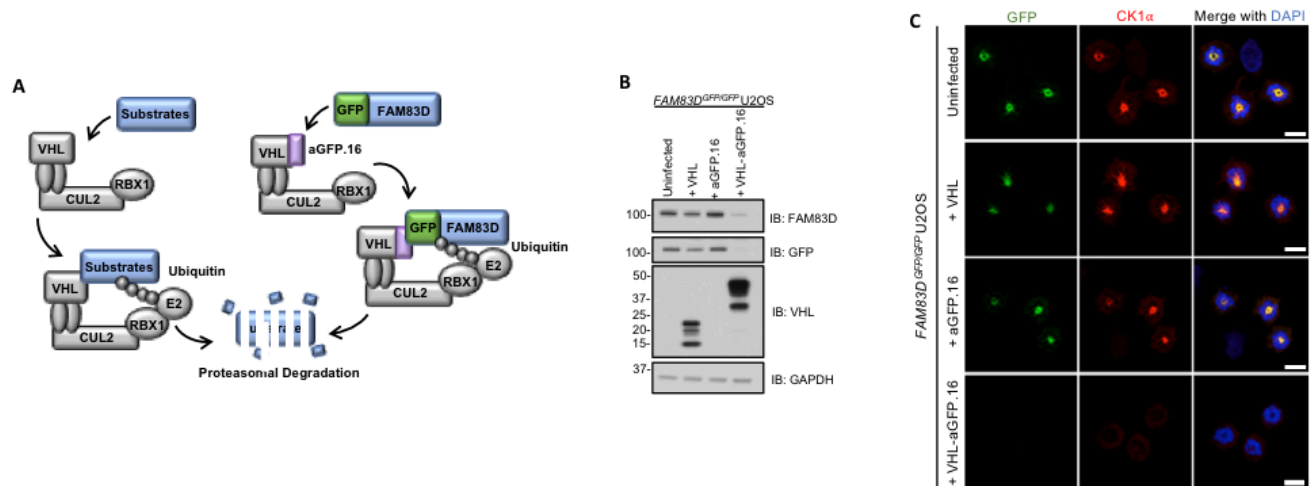 A
Substrates
VHL
RBX1
CUL2
GFP FAM83D
VHL aGFP.16
RBX1
CUL2
Substrates
Ubiquitin
VHL
E2
RBX1
CUL2
GFP FAM83D
VHL
Ubiquitin
E2
RBX1
CUL2
Proteasomal Degradation
B
FAM83D^GFP/GFP U2OS
Uninfected
+ VHL
+ aGFP.16
+ VHL-aGFP.16
100- IB: FAM83D
100- IB: GFP
50-
37-
25-
20-
15-
IB: VHL
37-
IB: GAPDH
C
GFP CK1α Merge with DAPI
FAM83D^GFP/GFP U2OS
Uninfected
+ VHL
+ aGFP.16
+ VHL-aGFP.16